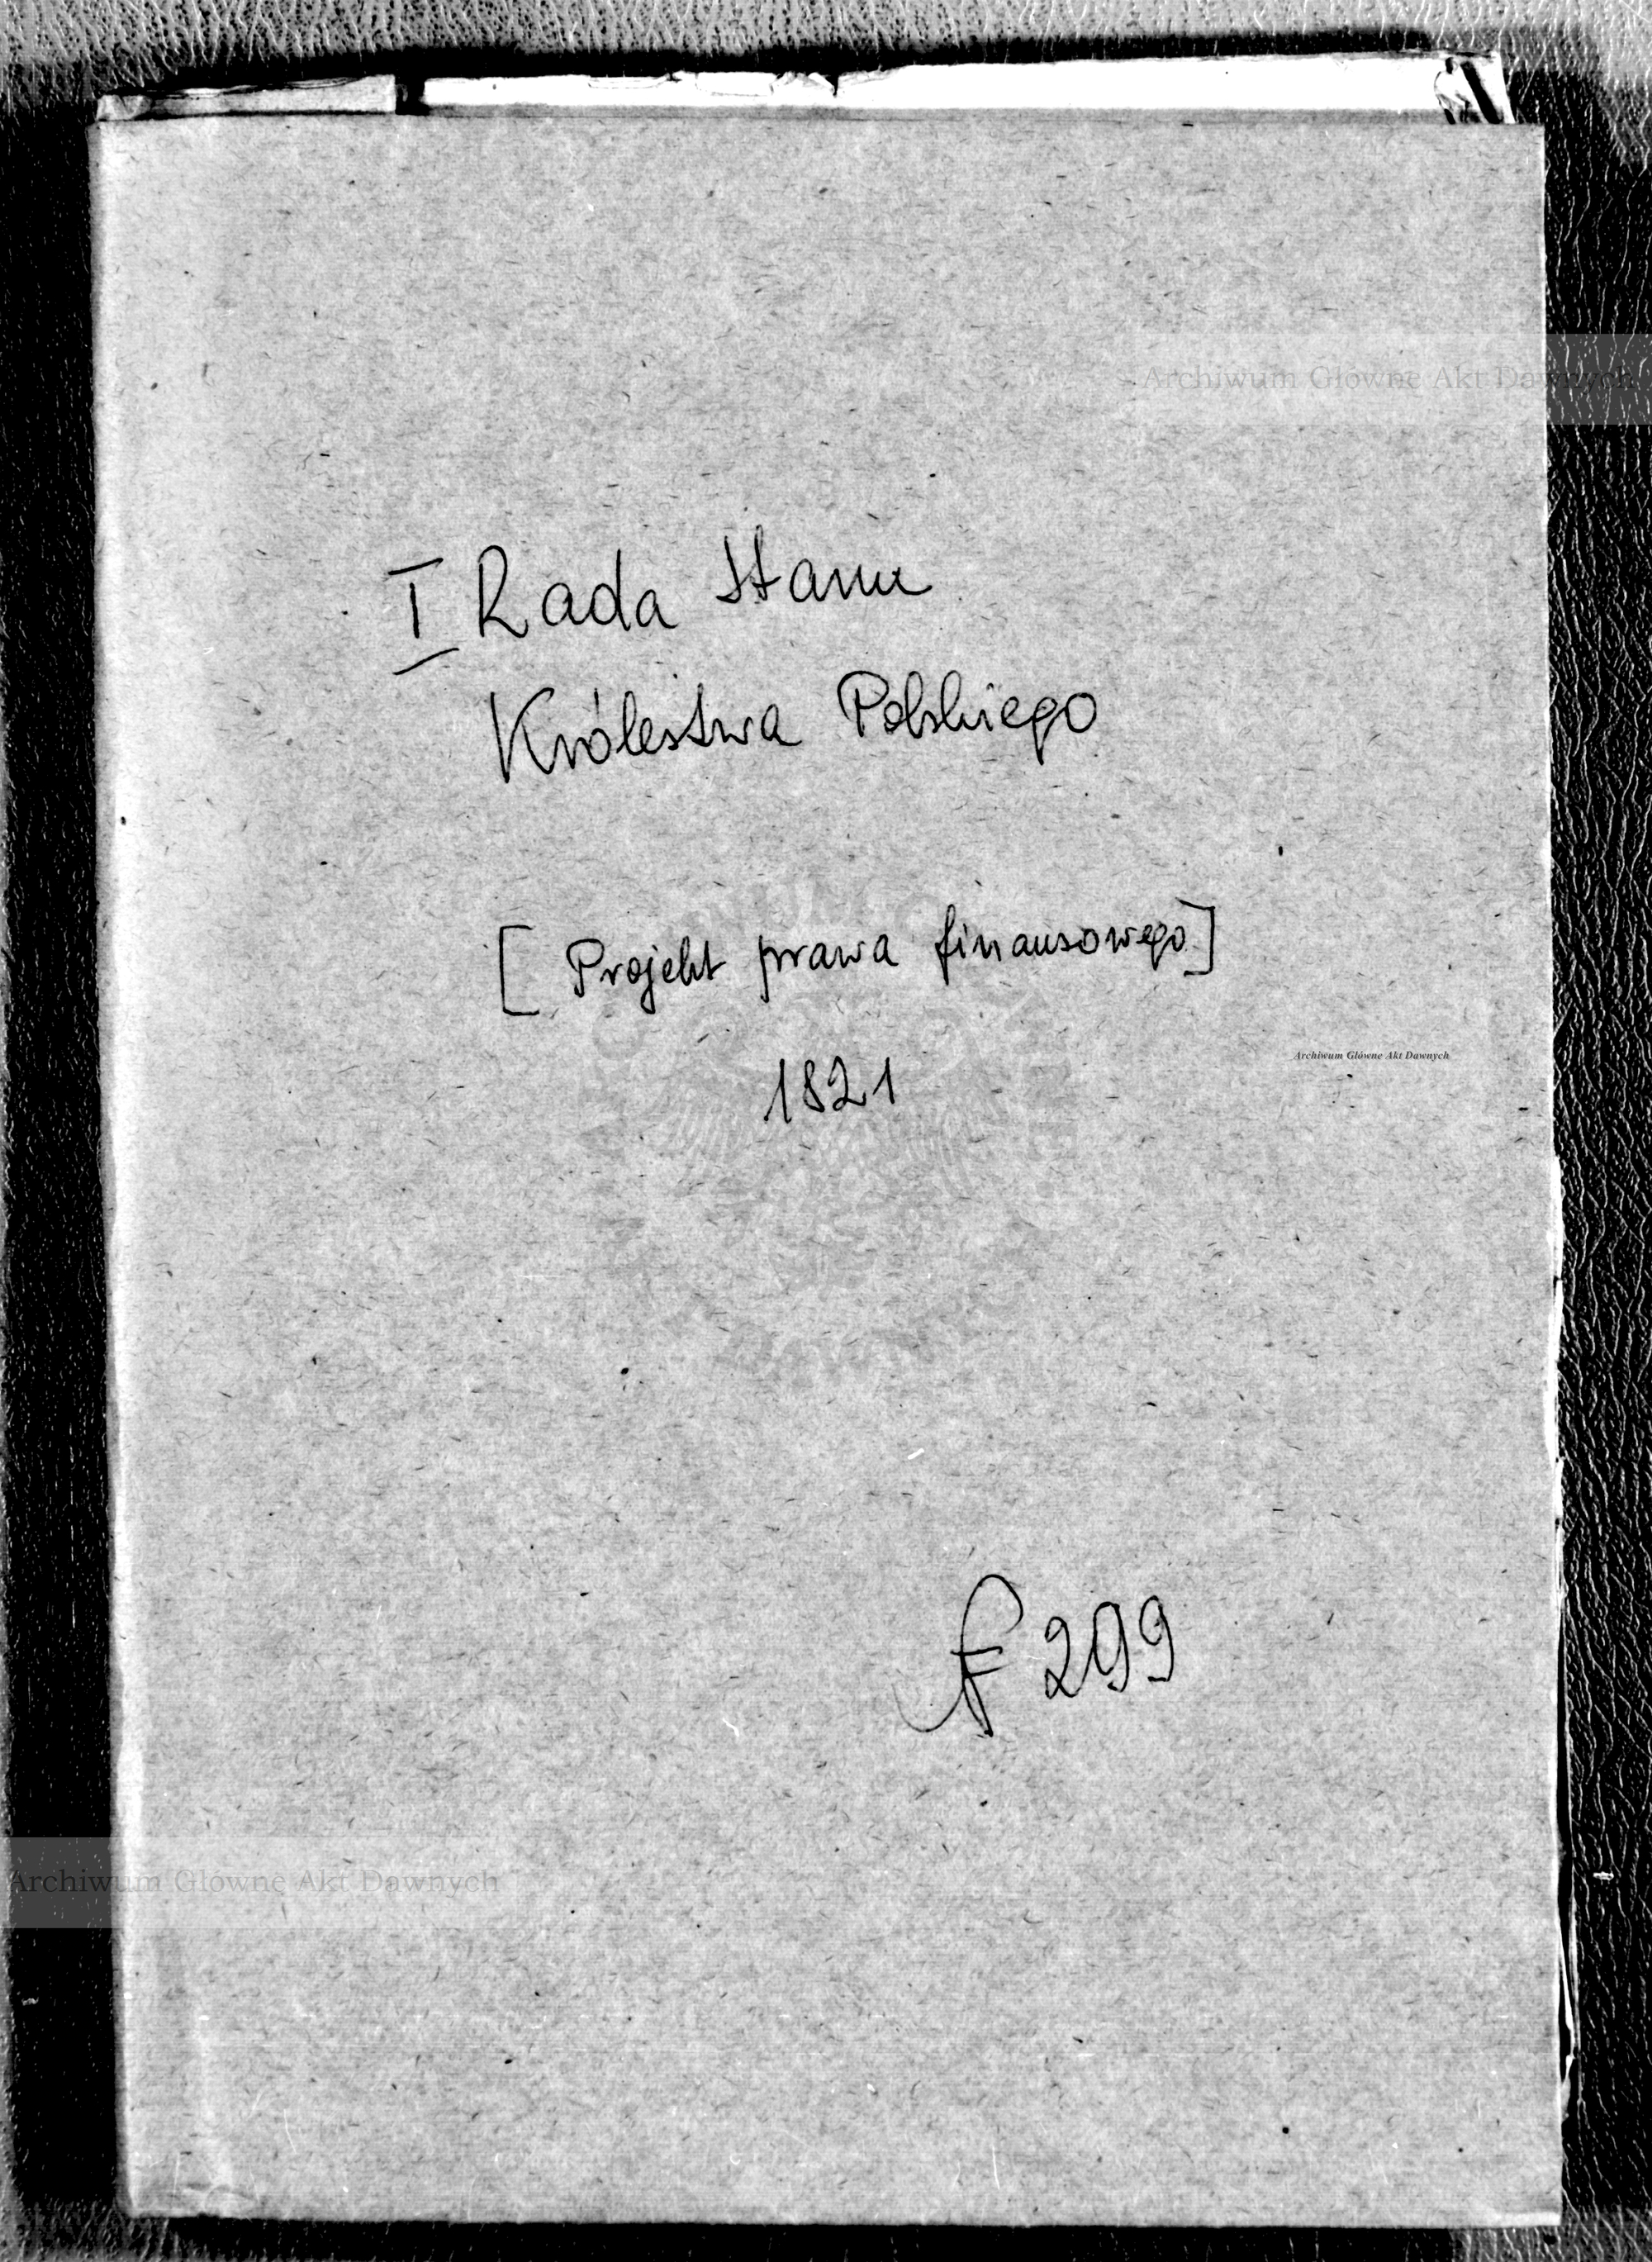 Archiwum Główne Akt Dawnych
I Rada Stanu
Królestwa Polskiego
[Projekt prawa finansowego]
Archiwum Główne Akt Dawnych
1821
299
Archiwum Główne Akt Dawnych